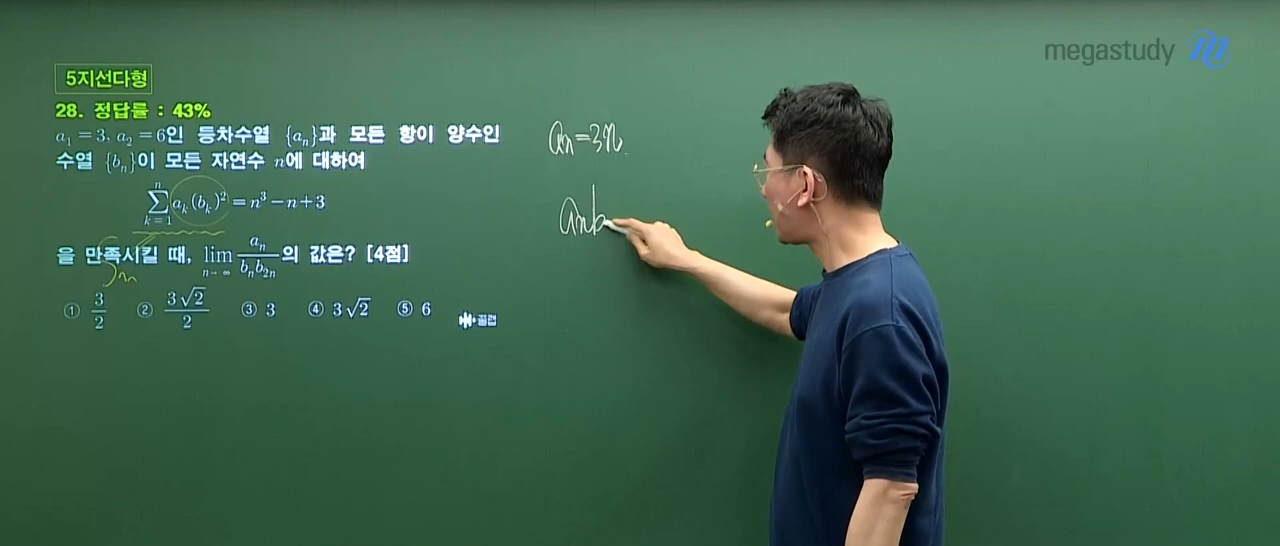 megastudy
5지선다형
28. 정답률 : 43%
a₁ = 3, a₂ = 6인 등차수열 {aₙ}과 모든 항이 양수인
수열 {bₙ}이 모든 자연수 n에 대하여
∑ₖ₌₁ⁿ aₖ(bₖ)² = n³ − n + 3
을 만족시킬 때, lim_{n→∞} aₙ/(bₙb₂ₙ)의 값은? [4점]
① 3/2 ② 3√2/2 ③ 3 ④ 3√2 ⑤ 6
aₙ = 3n.
aₙb
3n